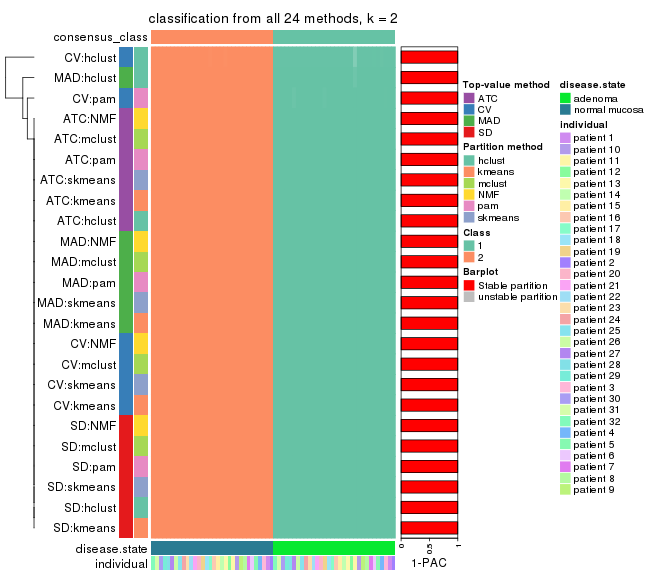 classification from all 24 methods, k = 2
consensus_class
CV:hclust
MAD:hclust
CV:pam
ATC:NMF
ATC:mclust
ATC:pam
ATC:skmeans
ATC:kmeans
ATC:hclust
MAD:NMF
MAD:mclust
MAD:pam
MAD:skmeans
MAD:kmeans
CV:NMF
CV:mclust
CV:skmeans
CV:kmeans
SD:NMF
SD:mclust
SD:pam
SD:skmeans
SD:hclust
SD:kmeans
disease.state
individual
0
0.5
1
1-PAC
Top-value method
ATC
CV
MAD
SD
Partition method
hclust
kmeans
mclust
NMF
pam
skmeans
Class
1
2
Barplot
Stable partition
unstable partition
disease.state
adenoma
normal mucosa
individual
patient 1
patient 10
patient 11
patient 12
patient 13
patient 14
patient 15
patient 16
patient 17
patient 18
patient 19
patient 2
patient 20
patient 21
patient 22
patient 23
patient 24
patient 25
patient 26
patient 27
patient 28
patient 29
patient 3
patient 30
patient 31
patient 32
patient 4
patient 5
patient 6
patient 7
patient 8
patient 9